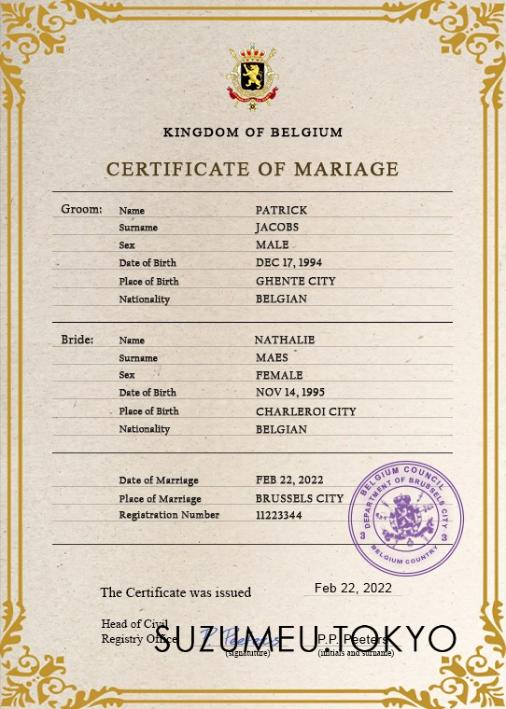 KINGDOM OF BELGIUM
CERTIFICATE OF MARIAGE
Groom: Name PATRICK
Surname JACOBS
Sex MALE
Date of Birth DEC 17, 1994
Place of Birth GHENTE CITY
Nationality BELGIAN
Bride: Name NATHALIE
Surname MAES
Sex FEMALE
Date of Birth NOV 14, 1995
Place of Birth CHARLEROI CITY
Nationality BELGIAN
Date of Marriage FEB 22, 2022
Place of Marriage BRUSSELS CITY
Registration Number 11223344
BELGIUM COUNCIL
DEPARTMENT OF BRUSSELS CITY
3 3
BELGIUM COUNTRY
The Certificate was issued Feb 22, 2022
Head of Civil
Registry Office P Peeters P.P. Peeters
SUZUMEU.TOKYO
(signatuture) (initials and surname)